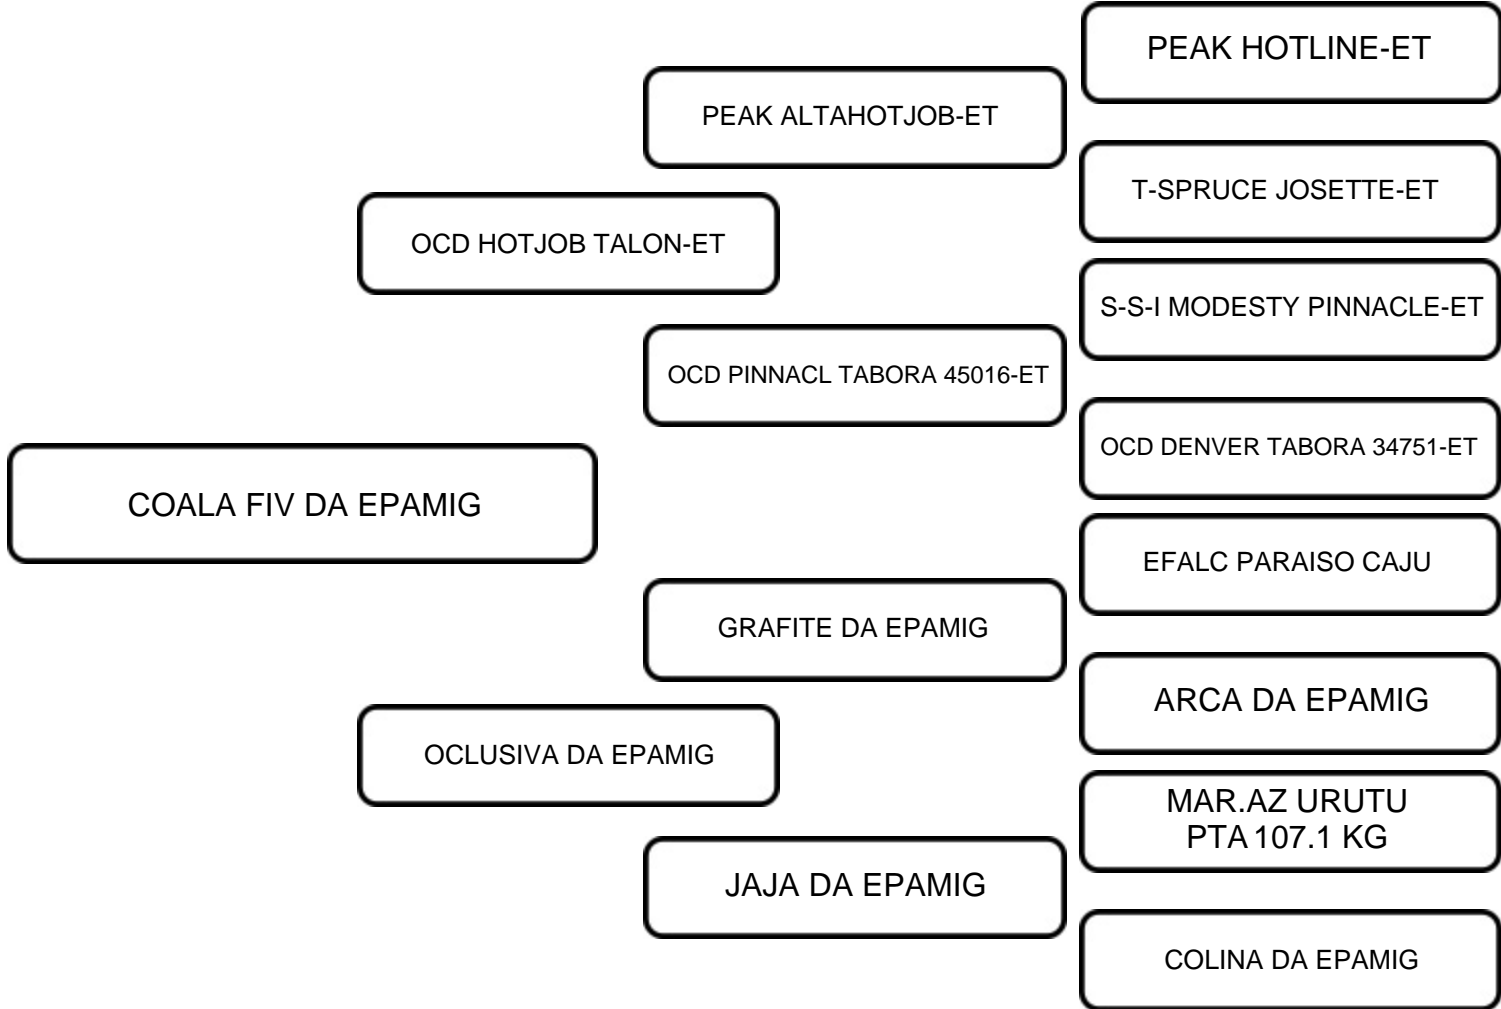 PEAK HOTLINE-ET
PEAK ALTAHOTJOB-ET
T-SPRUCE JOSETTE-ET
OCD HOTJOB TALON-ET
S-S-I MODESTY PINNACLE-ET
OCD PINNACL TABORA 45016-ET
OCD DENVER TABORA 34751-ET
COALA FIV DA EPAMIG
EFALC PARAISO CAJU
GRAFITE DA EPAMIG
ARCA DA EPAMIG
OCLUSIVA DA EPAMIG
MAR.AZ URUTU
PTA 107.1 KG
JAJA DA EPAMIG
COLINA DA EPAMIG